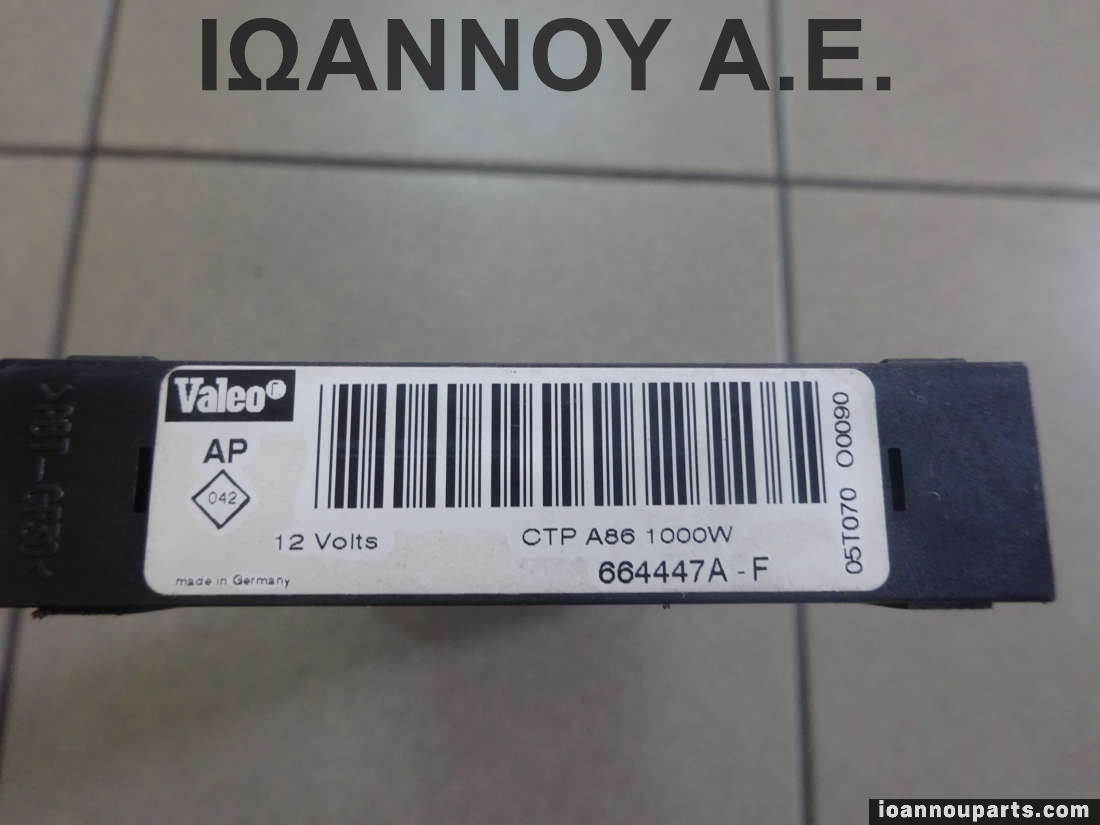 ΙΩΑΝΝΟΥ Α.Ε.
Valeo
AP
042
12 Volts
CTP A86 1000W
664447A - F
made in Germany
05T070 O0090
ioannouparts.com